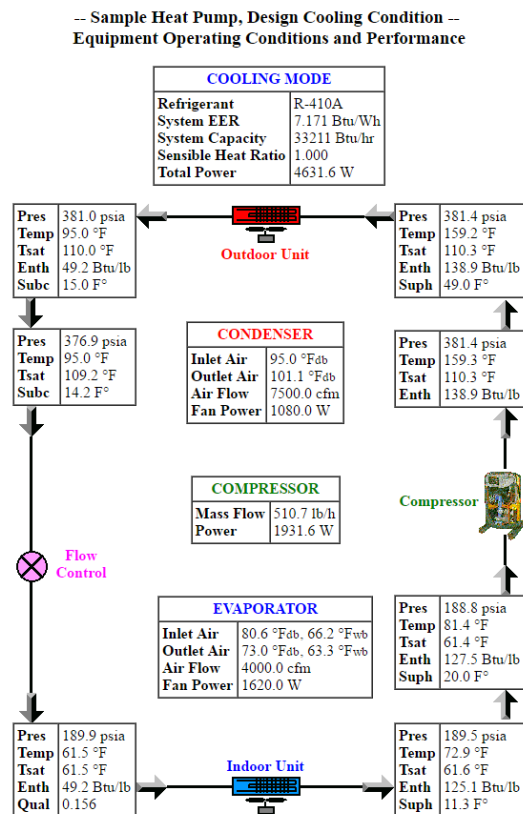 -- Sample Heat Pump, Design Cooling Condition --
Equipment Operating Conditions and Performance
COOLING MODE
Refrigerant R-410A
System EER 7.171 Btu/Wh
System Capacity 33211 Btu/hr
Sensible Heat Ratio 1.000
Total Power 4631.6 W
Pres 381.0 psia
Temp 95.0 °F
Tsat 110.0 °F
Enth 49.2 Btu/lb
Subc 15.0 F°
Outdoor Unit
Pres 381.4 psia
Temp 159.2 °F
Tsat 110.3 °F
Enth 138.9 Btu/lb
Suph 49.0 F°
Pres 376.9 psia
Temp 95.0 °F
Tsat 109.2 °F
Subc 14.2 F°
CONDENSER
Inlet Air 95.0 °Fdb
Outlet Air 101.1 °Fdb
Air Flow 7500.0 cfm
Fan Power 1080.0 W
Pres 381.4 psia
Temp 159.3 °F
Tsat 110.3 °F
Enth 138.9 Btu/lb
COMPRESSOR
Mass Flow 510.7 lb/h
Power 1931.6 W
Compressor
Flow
Control
EVAPORATOR
Inlet Air 80.6 °Fdb, 66.2 °Fwb
Outlet Air 73.0 °Fdb, 63.3 °Fwb
Air Flow 4000.0 cfm
Fan Power 1620.0 W
Pres 188.8 psia
Temp 81.4 °F
Tsat 61.4 °F
Enth 127.5 Btu/lb
Suph 20.0 F°
Pres 189.9 psia
Temp 61.5 °F
Tsat 61.5 °F
Enth 49.2 Btu/lb
Qual 0.156
Indoor Unit
Pres 189.5 psia
Temp 72.9 °F
Tsat 61.6 °F
Enth 125.1 Btu/lb
Suph 11.3 F°